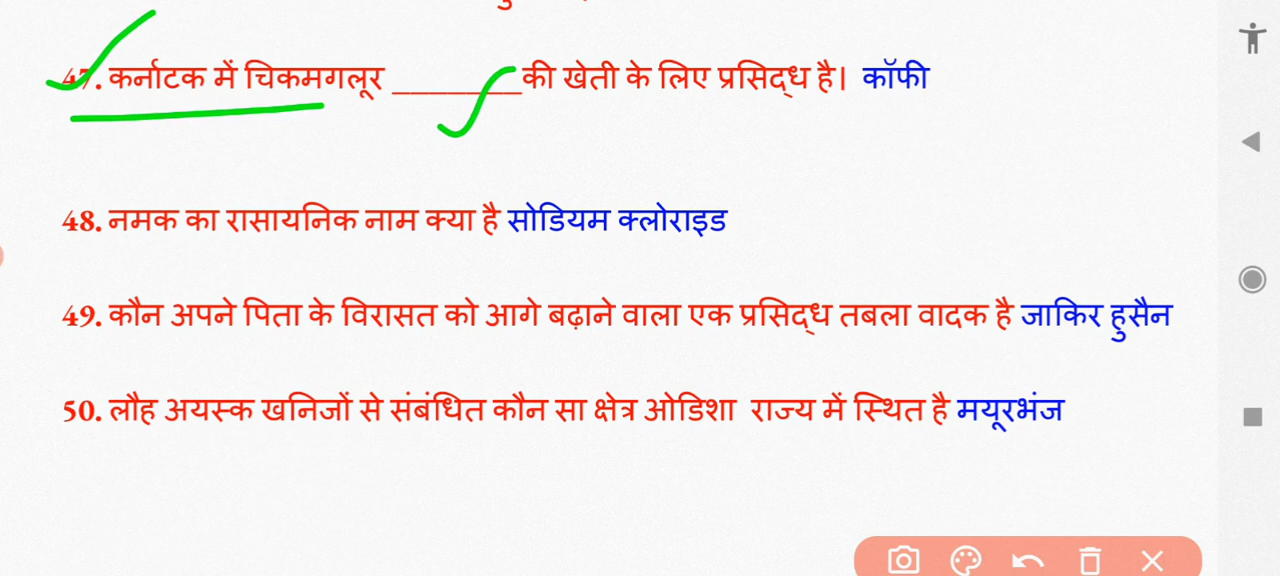 47. कर्नाटक में चिकमगलूर ________की खेती के लिए प्रसिद्ध है। कॉफी
48. नमक का रासायनिक नाम क्या है सोडियम क्लोराइड
49. कौन अपने पिता के विरासत को आगे बढ़ाने वाला एक प्रसिद्ध तबला वादक है जाकिर हुसैन
50. लौह अयस्क खनिजों से संबंधित कौन सा क्षेत्र ओडिशा राज्य में स्थित है मयूरभंज